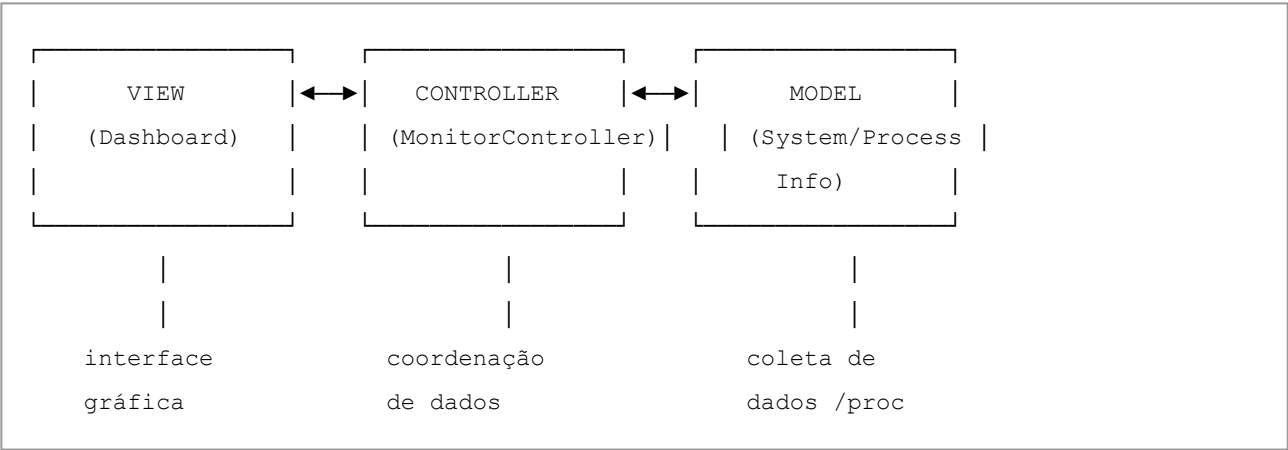 VIEW CONTROLLER MODEL
(Dashboard) (MonitorController) (System/Process
Info)
interface coordenação coleta de
gráfica de dados dados /proc